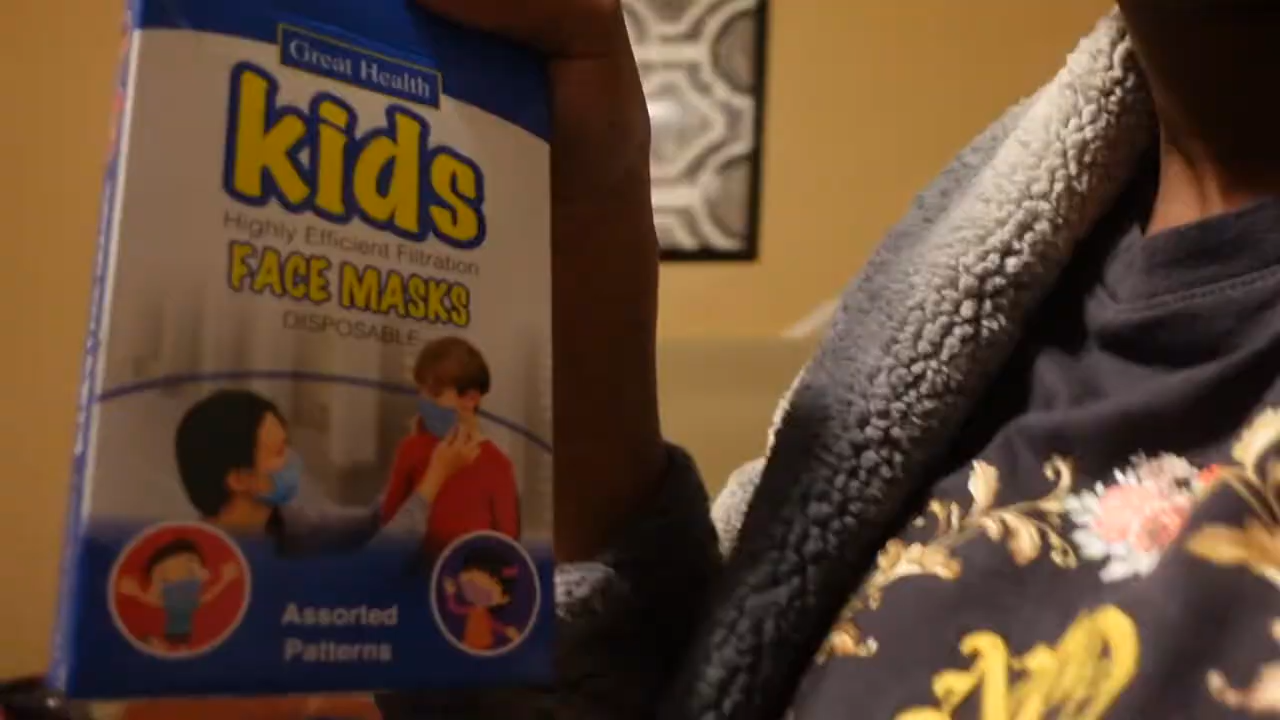 Great Health
kids
Highly Efficient Filtration
FACE MASKS
DISPOSABLE
Assorted
Patterns